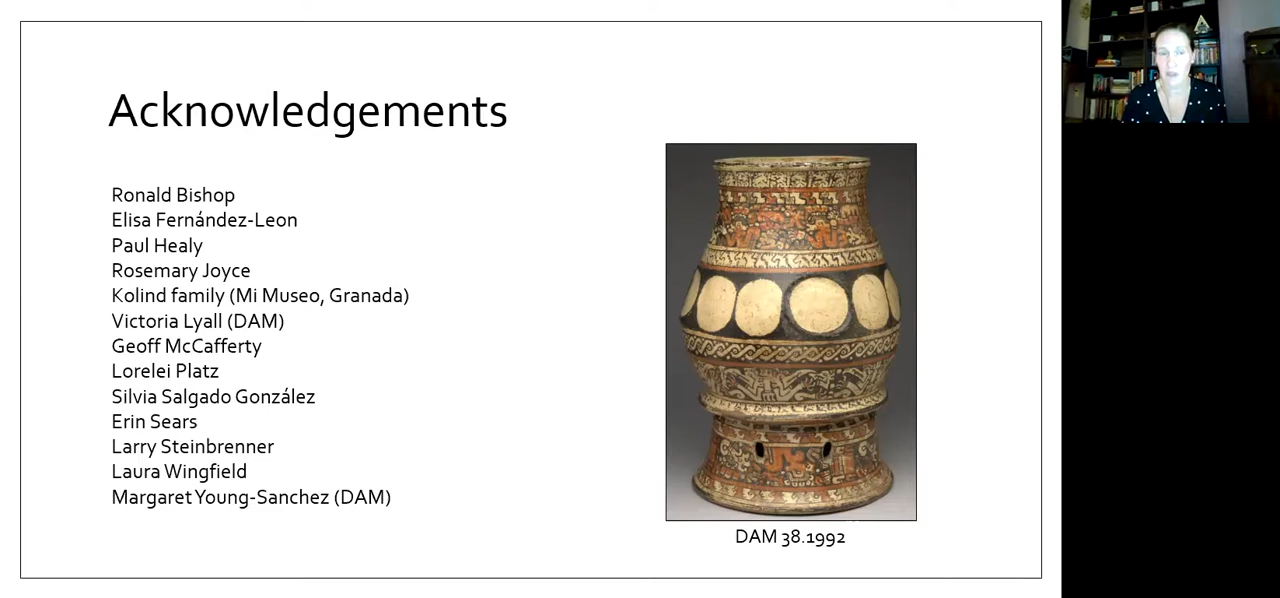 Acknowledgements
Ronald Bishop
Elisa Fernández-Leon
Paul Healy
Rosemary Joyce
Kolind family (Mi Museo, Granada)
Victoria Lyall (DAM)
Geoff McCafferty
Lorelei Platz
Silvia Salgado González
Erin Sears
Larry Steinbrenner
Laura Wingfield
Margaret Young-Sanchez (DAM)
DAM 38.1992